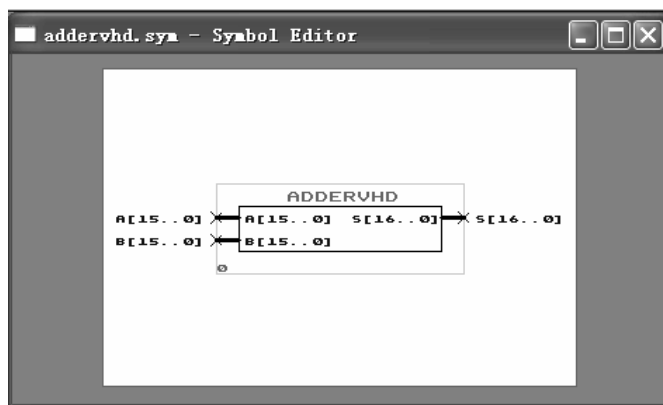 addervhd.sym - Symbol Editor
ADDERVHD
A[15..0] A[15..0] S[16..0] S[16..0]
B[15..0] B[15..0]
0